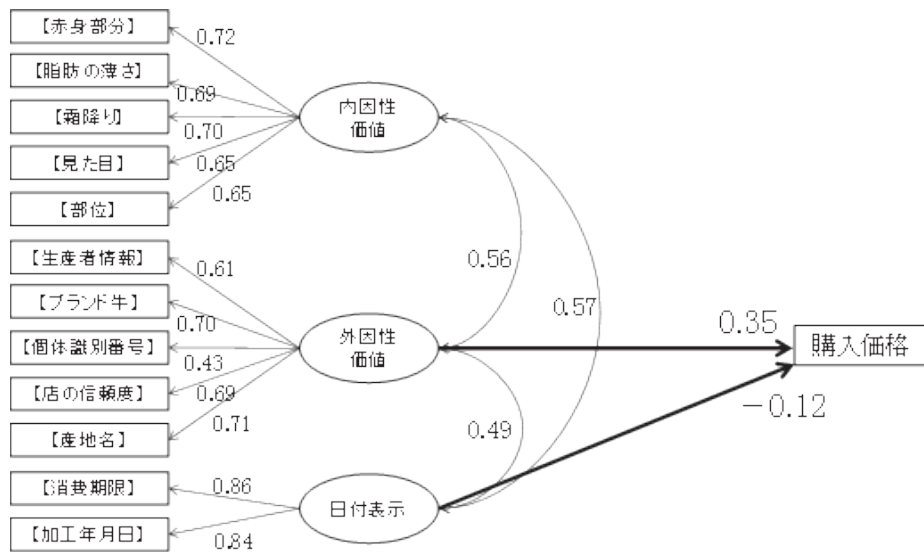 【赤身部分】
0.72
【脂肪の薄さ】
0.69
【霜降り】
0.70
【見た目】
0.65
【部位】
0.65
内因性
価値
【生産者情報】
0.61
【ブランド牛】
0.70
【個体識別番号】
0.43
【店の信頼度】
0.69
【産地名】
0.71
外因性
価値
【消費期限】
0.86
【加工年月日】
0.84
日付表示
0.56
0.57
0.49
0.35
-0.12
購入価格